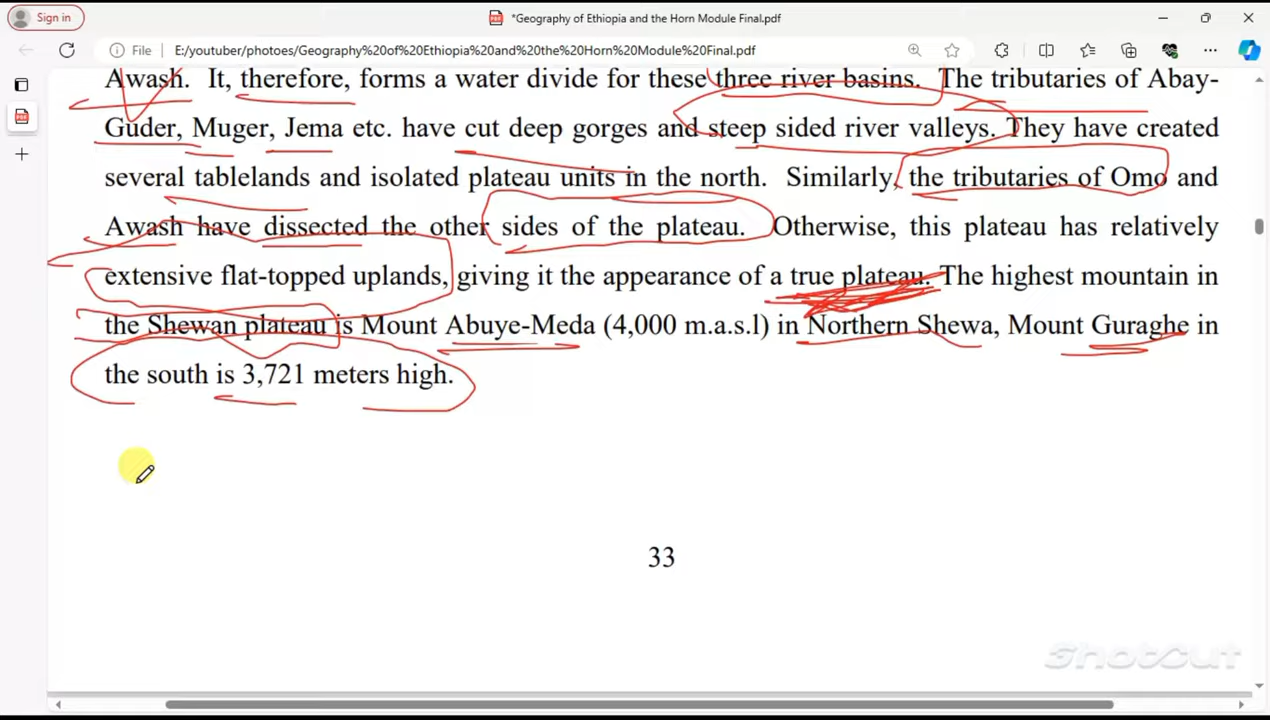 Sign in
*Geography of Ethiopia and the Horn Module Final.pdf
File E:/youtuber/photoes/Geography%20of%20Ethiopia%20and%20the%20Horn%20Module%20Final.pdf
Awash. It, therefore, forms a water divide for these three river basins. The tributaries of Abay-
Guder, Muger, Jema etc. have cut deep gorges and steep sided river valleys. They have created
several tablelands and isolated plateau units in the north. Similarly, the tributaries of Omo and
Awash have dissected the other sides of the plateau. Otherwise, this plateau has relatively
extensive flat-topped uplands, giving it the appearance of a true plateau. The highest mountain in
the Shewan plateau is Mount Abuye-Meda (4,000 m.a.s.l) in Northern Shewa, Mount Guraghe in
the south is 3,721 meters high.
33
Shotcut